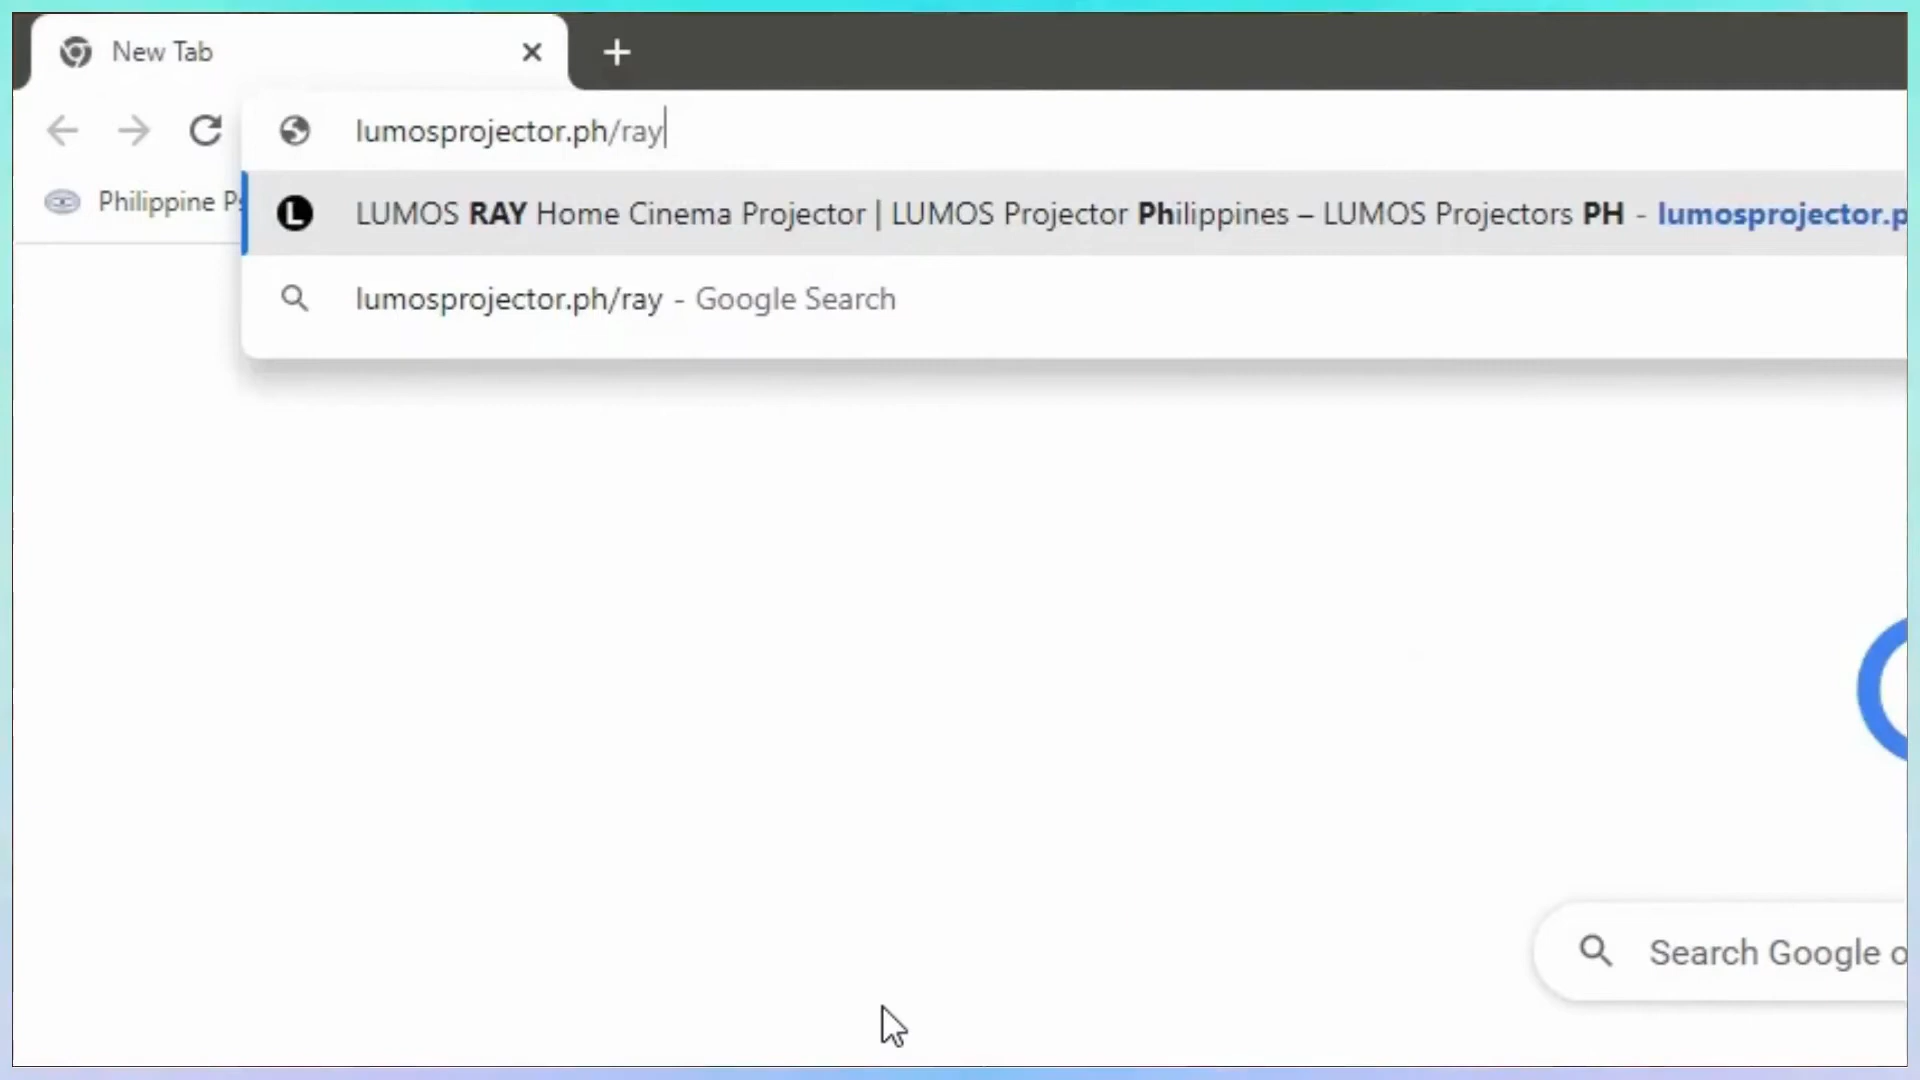 New Tab
lumosprojector.ph/ray
Philippine
LUMOS RAY Home Cinema Projector | LUMOS Projector Philippines – LUMOS Projectors PH - lumosprojector.p
lumosprojector.ph/ray - Google Search
Search Google